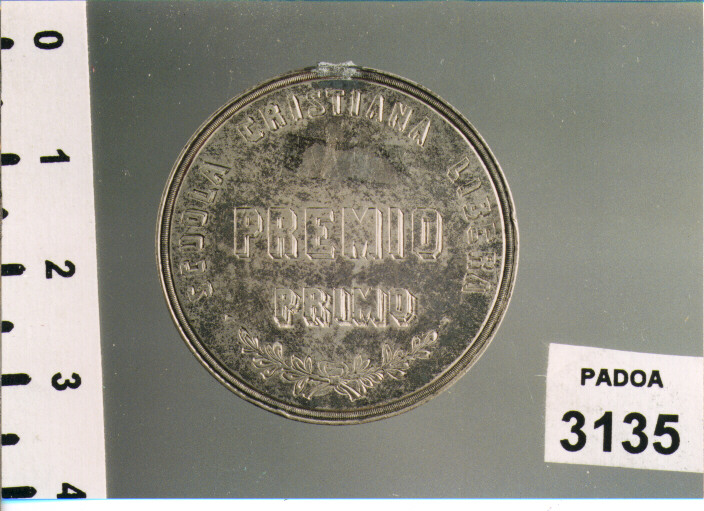 SCUOLA CRISTIANA LIBERA
PREMIO
PRIMO
PADOA
3135
0
1
2
3
4